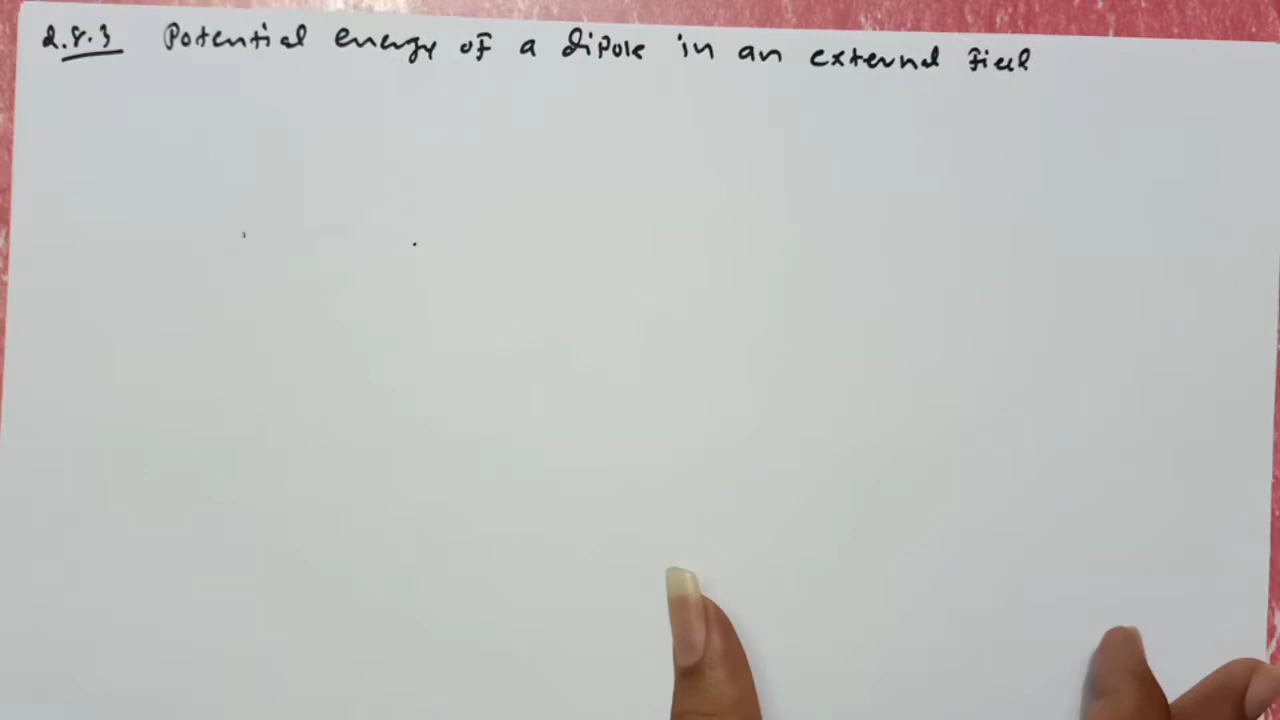 2.8.3 Potential energy of a dipole in an external field